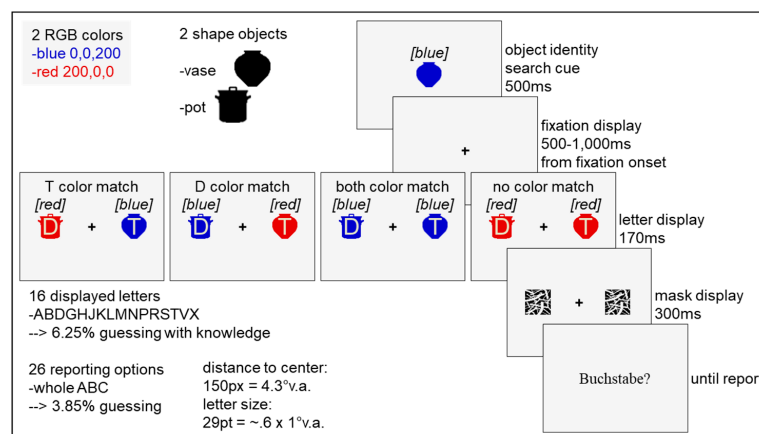 2 RGB colors
-blue 0,0,200
-red 200,0,0
2 shape objects
-vase
-pot
[blue]
object identity
search cue
500ms
+
fixation display
500-1,000ms
from fixation onset
T color match
[red] [blue]
D + T
D color match
[blue] [red]
D + T
both color match
[blue] [blue]
D + T
no color match
[red] [red]
D + T
letter display
170ms
+
mask display
300ms
Buchstabe?
until report
16 displayed letters
-ABDGHJKLMNPRSTVX
--> 6.25% guessing with knowledge
26 reporting options
-whole ABC
--> 3.85% guessing
distance to center:
150px = 4.3°v.a.
letter size:
29pt = ~.6 x 1°v.a.